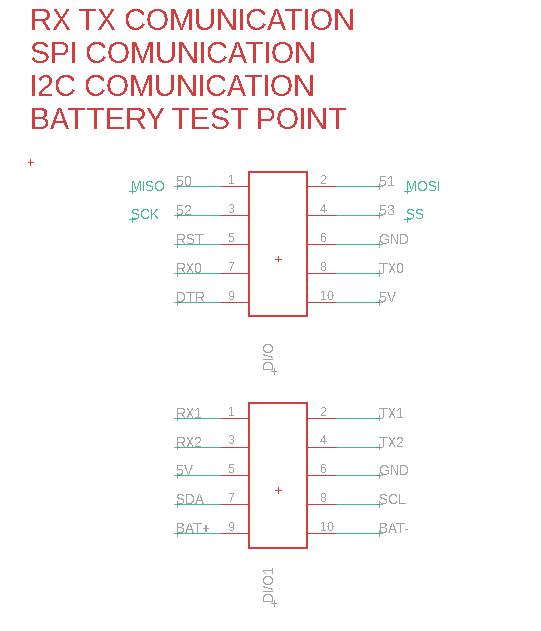 RX TX COMUNICATION
SPI COMUNICATION
I2C COMUNICATION
BATTERY TEST POINT
MISO 50 1 2 51 MOSI
SCK 52 3 4 53 SS
RST 5 6 GND
RX0 7 8 TX0
DTR 9 10 5V
DI/O
RX1 1 2 TX1
RX2 3 4 TX2
5V 5 6 GND
SDA 7 8 SCL
BAT+ 9 10 BAT-
DI/O1